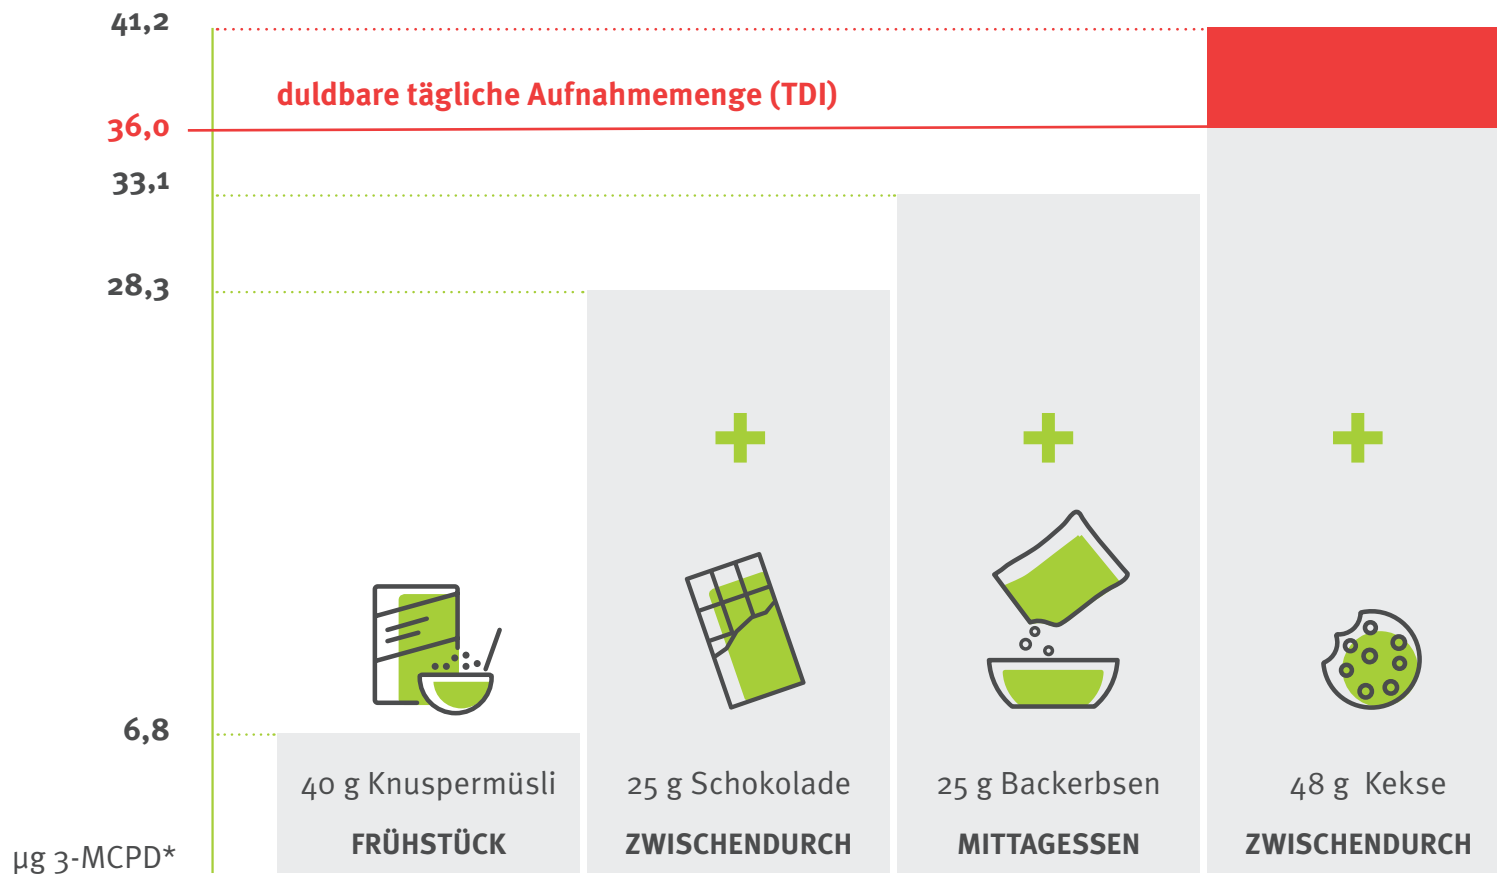 41,2
duldbare tägliche Aufnahmemenge (TDI)
36,0
33,1
28,3
6,8
40 g Knuspermüsli
25 g Schokolade
25 g Backerbsen
48 g Kekse
FRÜHSTÜCK
ZWISCHENDURCH
MITTAGESSEN
ZWISCHENDURCH
µg 3-MCPD*